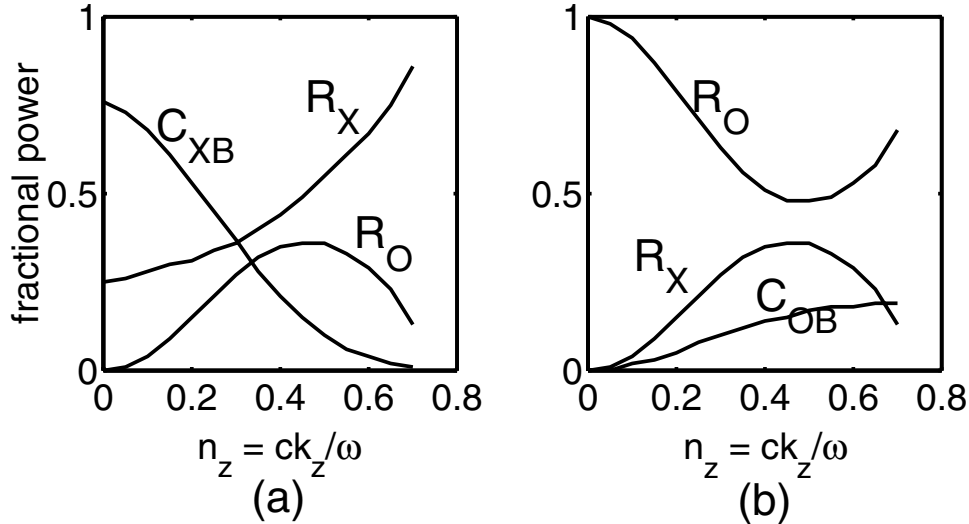 fractional power
1
0.5
0
0
0.2
0.4
0.6
0.8
C_XB
R_X
R_O
n_z = ck_z/ω
(a)
1
0.5
0
0
0.2
0.4
0.6
0.8
R_O
R_X
C_OB
n_z = ck_z/ω
(b)